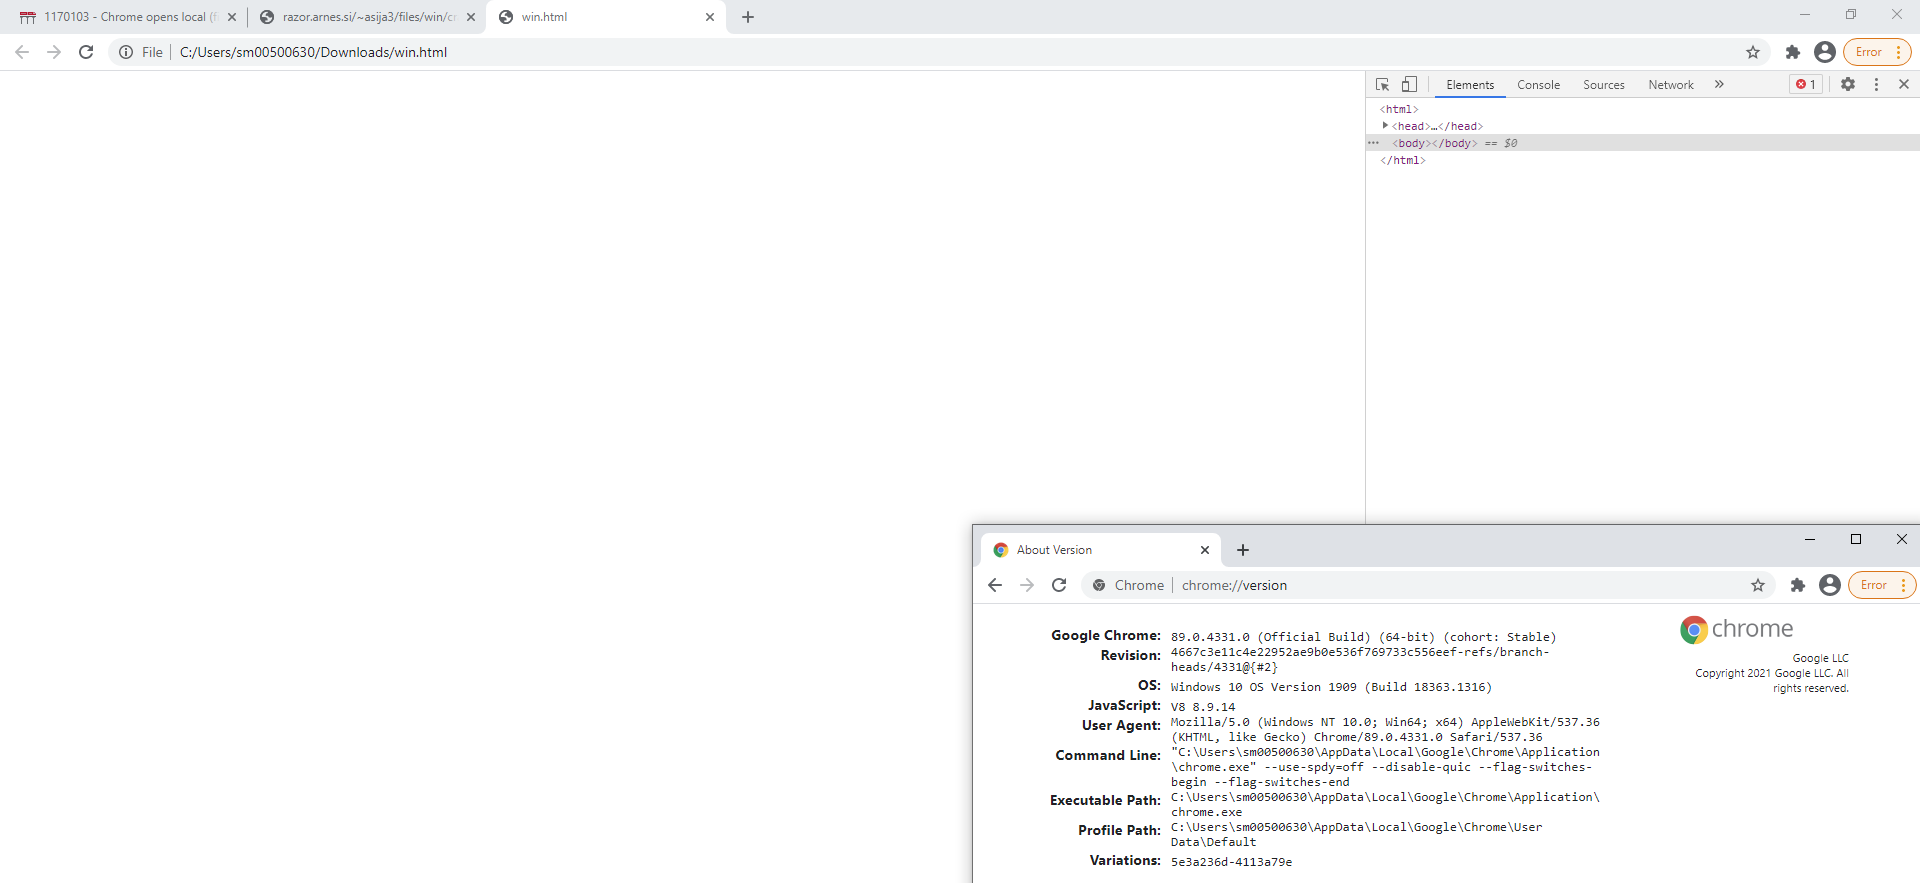 1170103 - Chrome opens local (f
razor.arnes.si/~asija3/files/win/cr
win.html
File
C:/Users/sm00500630/Downloads/win.html
Error
Elements
Console
Sources
Network
1
<html>
<head>…</head>
<body></body> == $0
</html>
About Version
Chrome
chrome://version
Error
chrome
Google LLC
Copyright 2021 Google LLC. All
rights reserved.
Google Chrome: 89.0.4331.0 (Official Build) (64-bit) (cohort: Stable)
Revision: 4667c3e11c4e22952ae9b0e536f769733c556eef-refs/branch-
heads/4331@{#2}
OS: Windows 10 OS Version 1909 (Build 18363.1316)
JavaScript: V8 8.9.14
User Agent: Mozilla/5.0 (Windows NT 10.0; Win64; x64) AppleWebKit/537.36
(KHTML, like Gecko) Chrome/89.0.4331.0 Safari/537.36
Command Line: "C:\Users\sm00500630\AppData\Local\Google\Chrome\Application
\chrome.exe" --use-spdy=off --disable-quic --flag-switches-
begin --flag-switches-end
Executable Path: C:\Users\sm00500630\AppData\Local\Google\Chrome\Application\
chrome.exe
Profile Path: C:\Users\sm00500630\AppData\Local\Google\Chrome\User
Data\Default
Variations: 5e3a236d-4113a79e